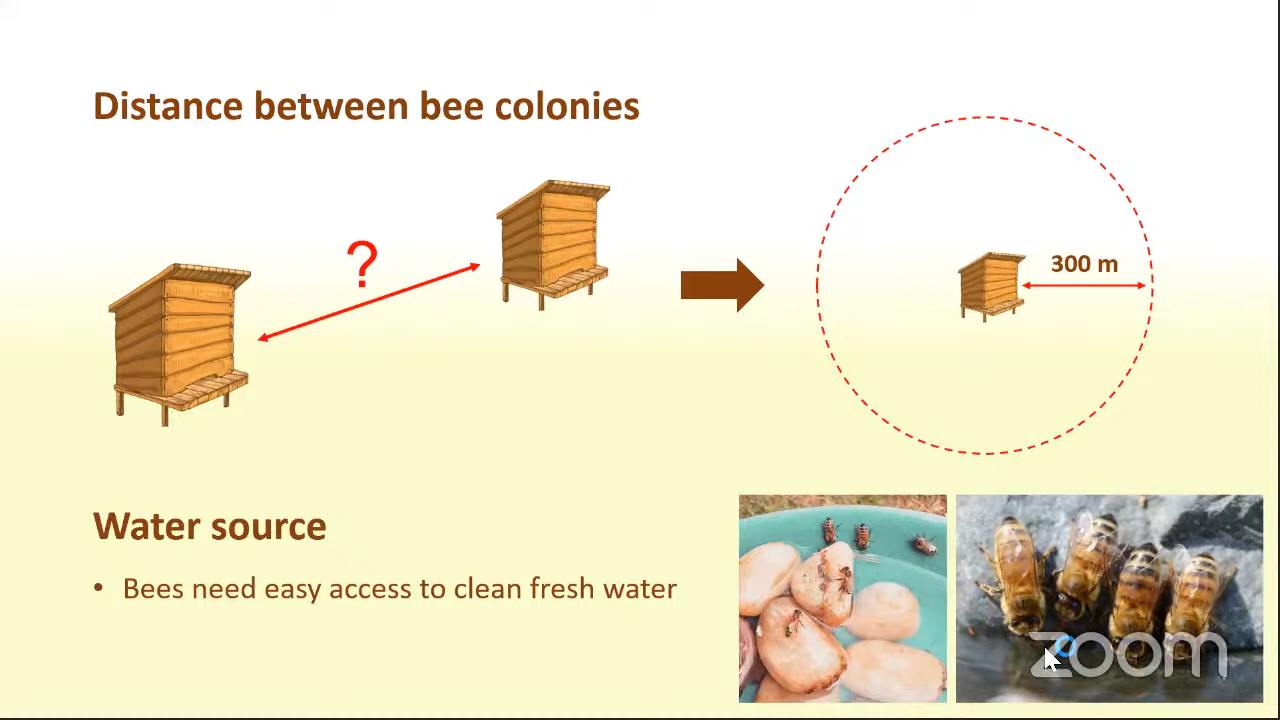 Distance between bee colonies
?
300 m
Water source
• Bees need easy access to clean fresh water
zoom